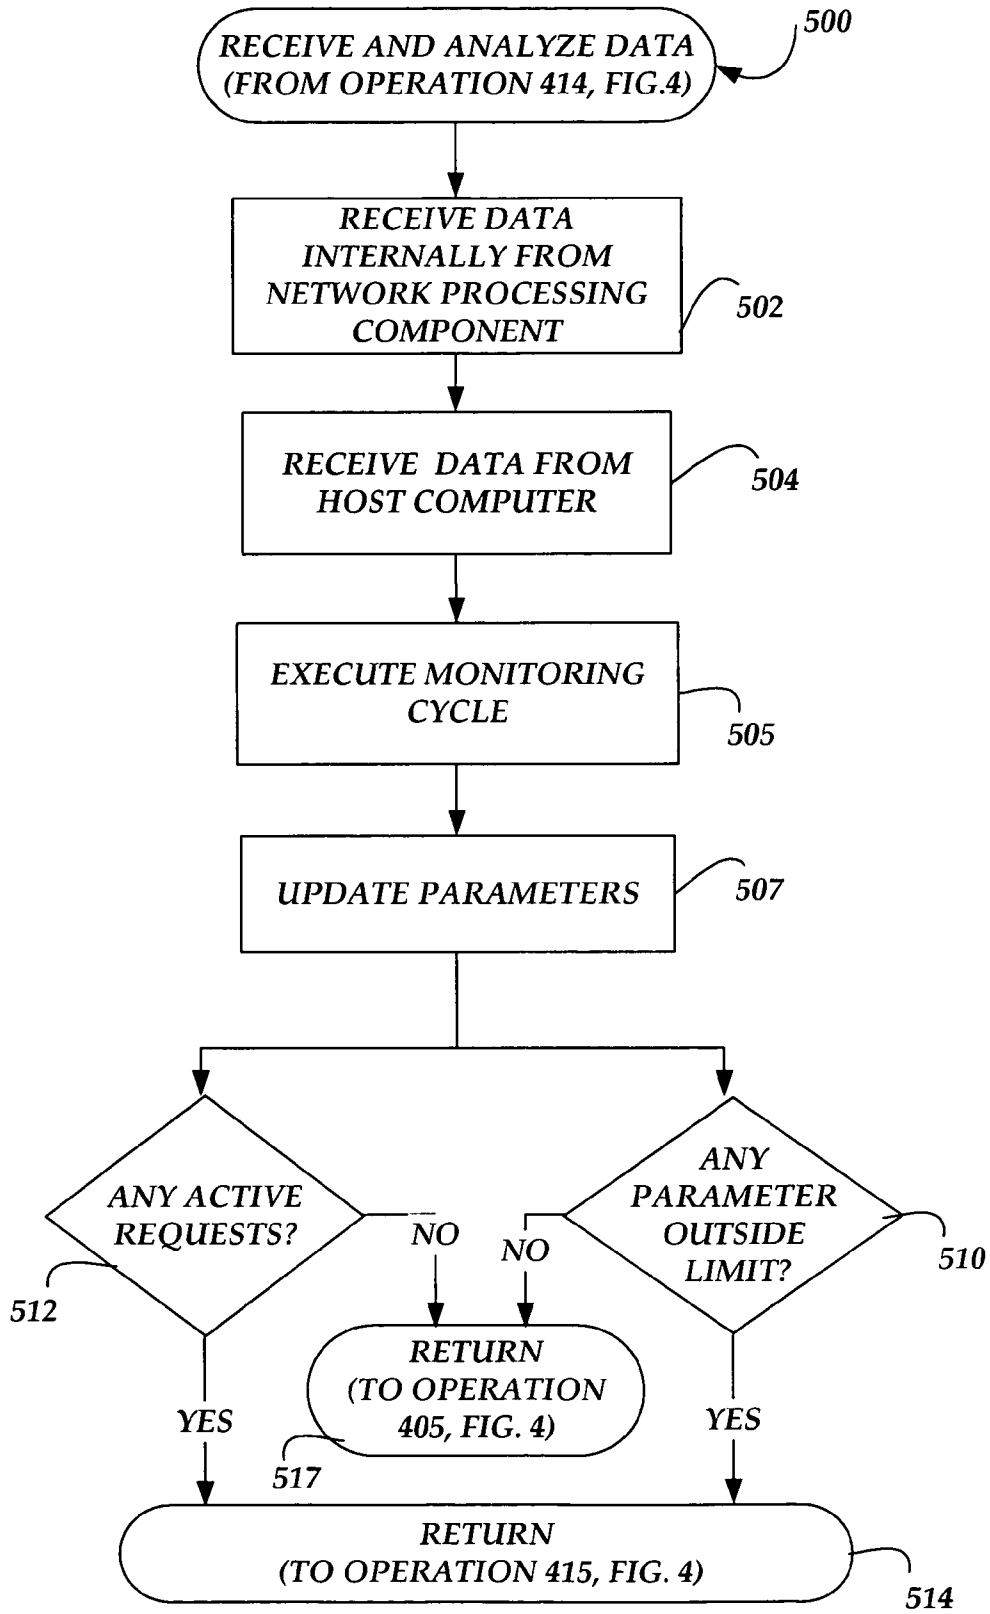 500
RECEIVE AND ANALYZE DATA
(FROM OPERATION 414, FIG.4)
RECEIVE DATA
INTERNALLY FROM
NETWORK PROCESSING
COMPONENT
502
RECEIVE DATA FROM
HOST COMPUTER
504
EXECUTE MONITORING
CYCLE
505
UPDATE PARAMETERS
507
ANY ACTIVE
REQUESTS?
512
NO
ANY
PARAMETER
OUTSIDE
LIMIT?
510
NO
RETURN
(TO OPERATION
405, FIG. 4)
517
YES
YES
RETURN
(TO OPERATION 415, FIG. 4)
514